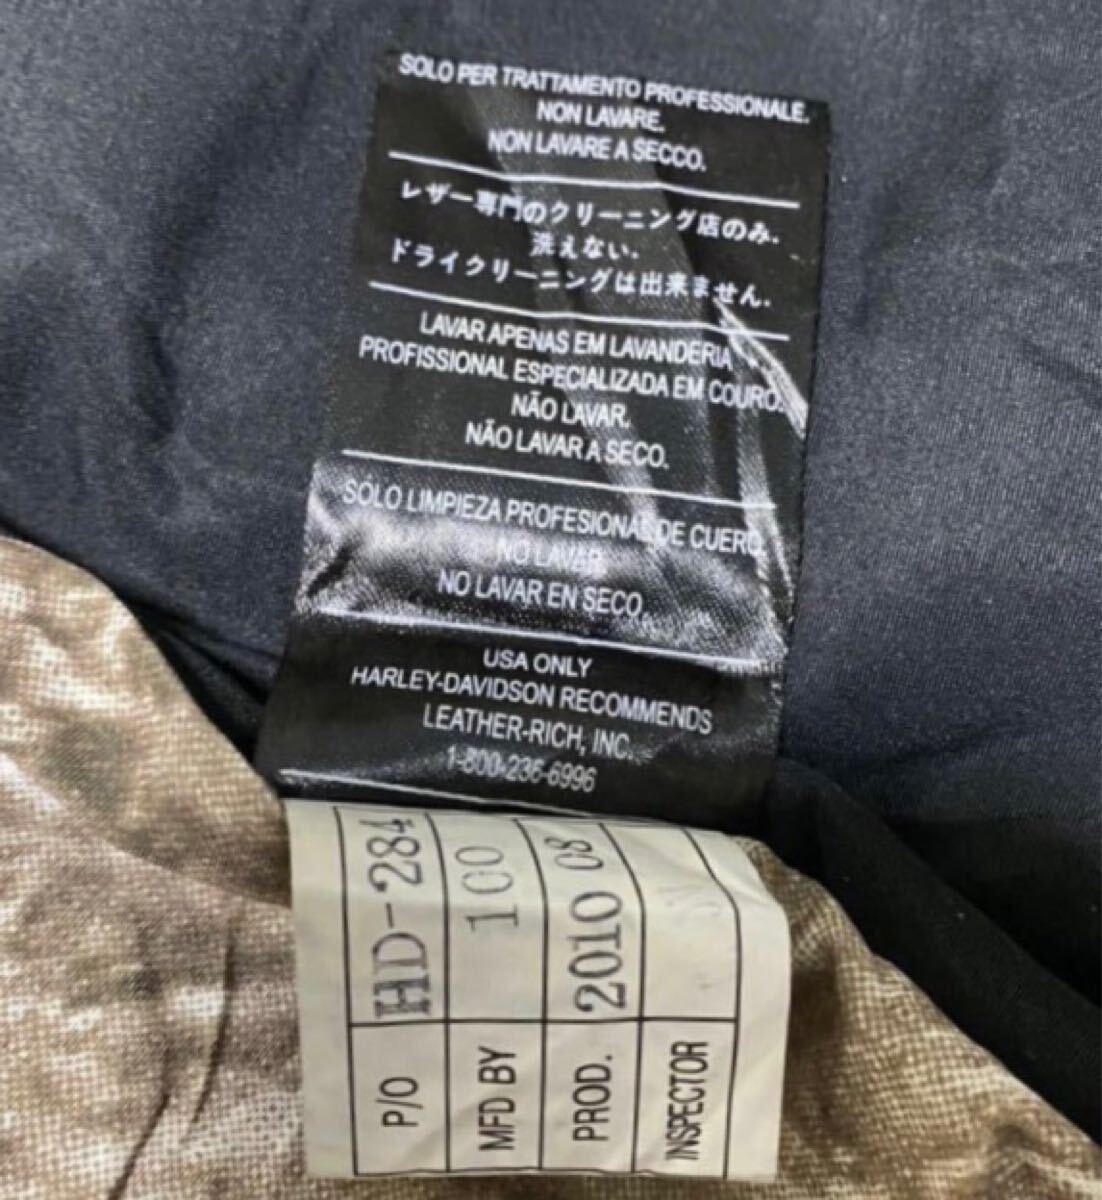 SOLO PER TRATTAMENTO PROFESSIONALE.
NON LAVARE.
NON LAVARE A SECCO.
レザー専門のクリーニング店のみ.
洗えない.
ドライクリーニングは出来ません.
LAVAR APENAS EM LAVANDERIA
PROFISSIONAL ESPECIALIZADA EM COURO.
NÃO LAVAR.
NÃO LAVAR A SECO.
SOLO LIMPIEZA PROFESIONAL DE CUERO.
NO LAVAR.
NO LAVAR EN SECO.
USA ONLY
HARLEY-DAVIDSON RECOMMENDS
LEATHER-RICH, INC.
1-800-236-6996
P/O HD-284
MFD BY 100
PROD. 2010 08
INSPECTOR